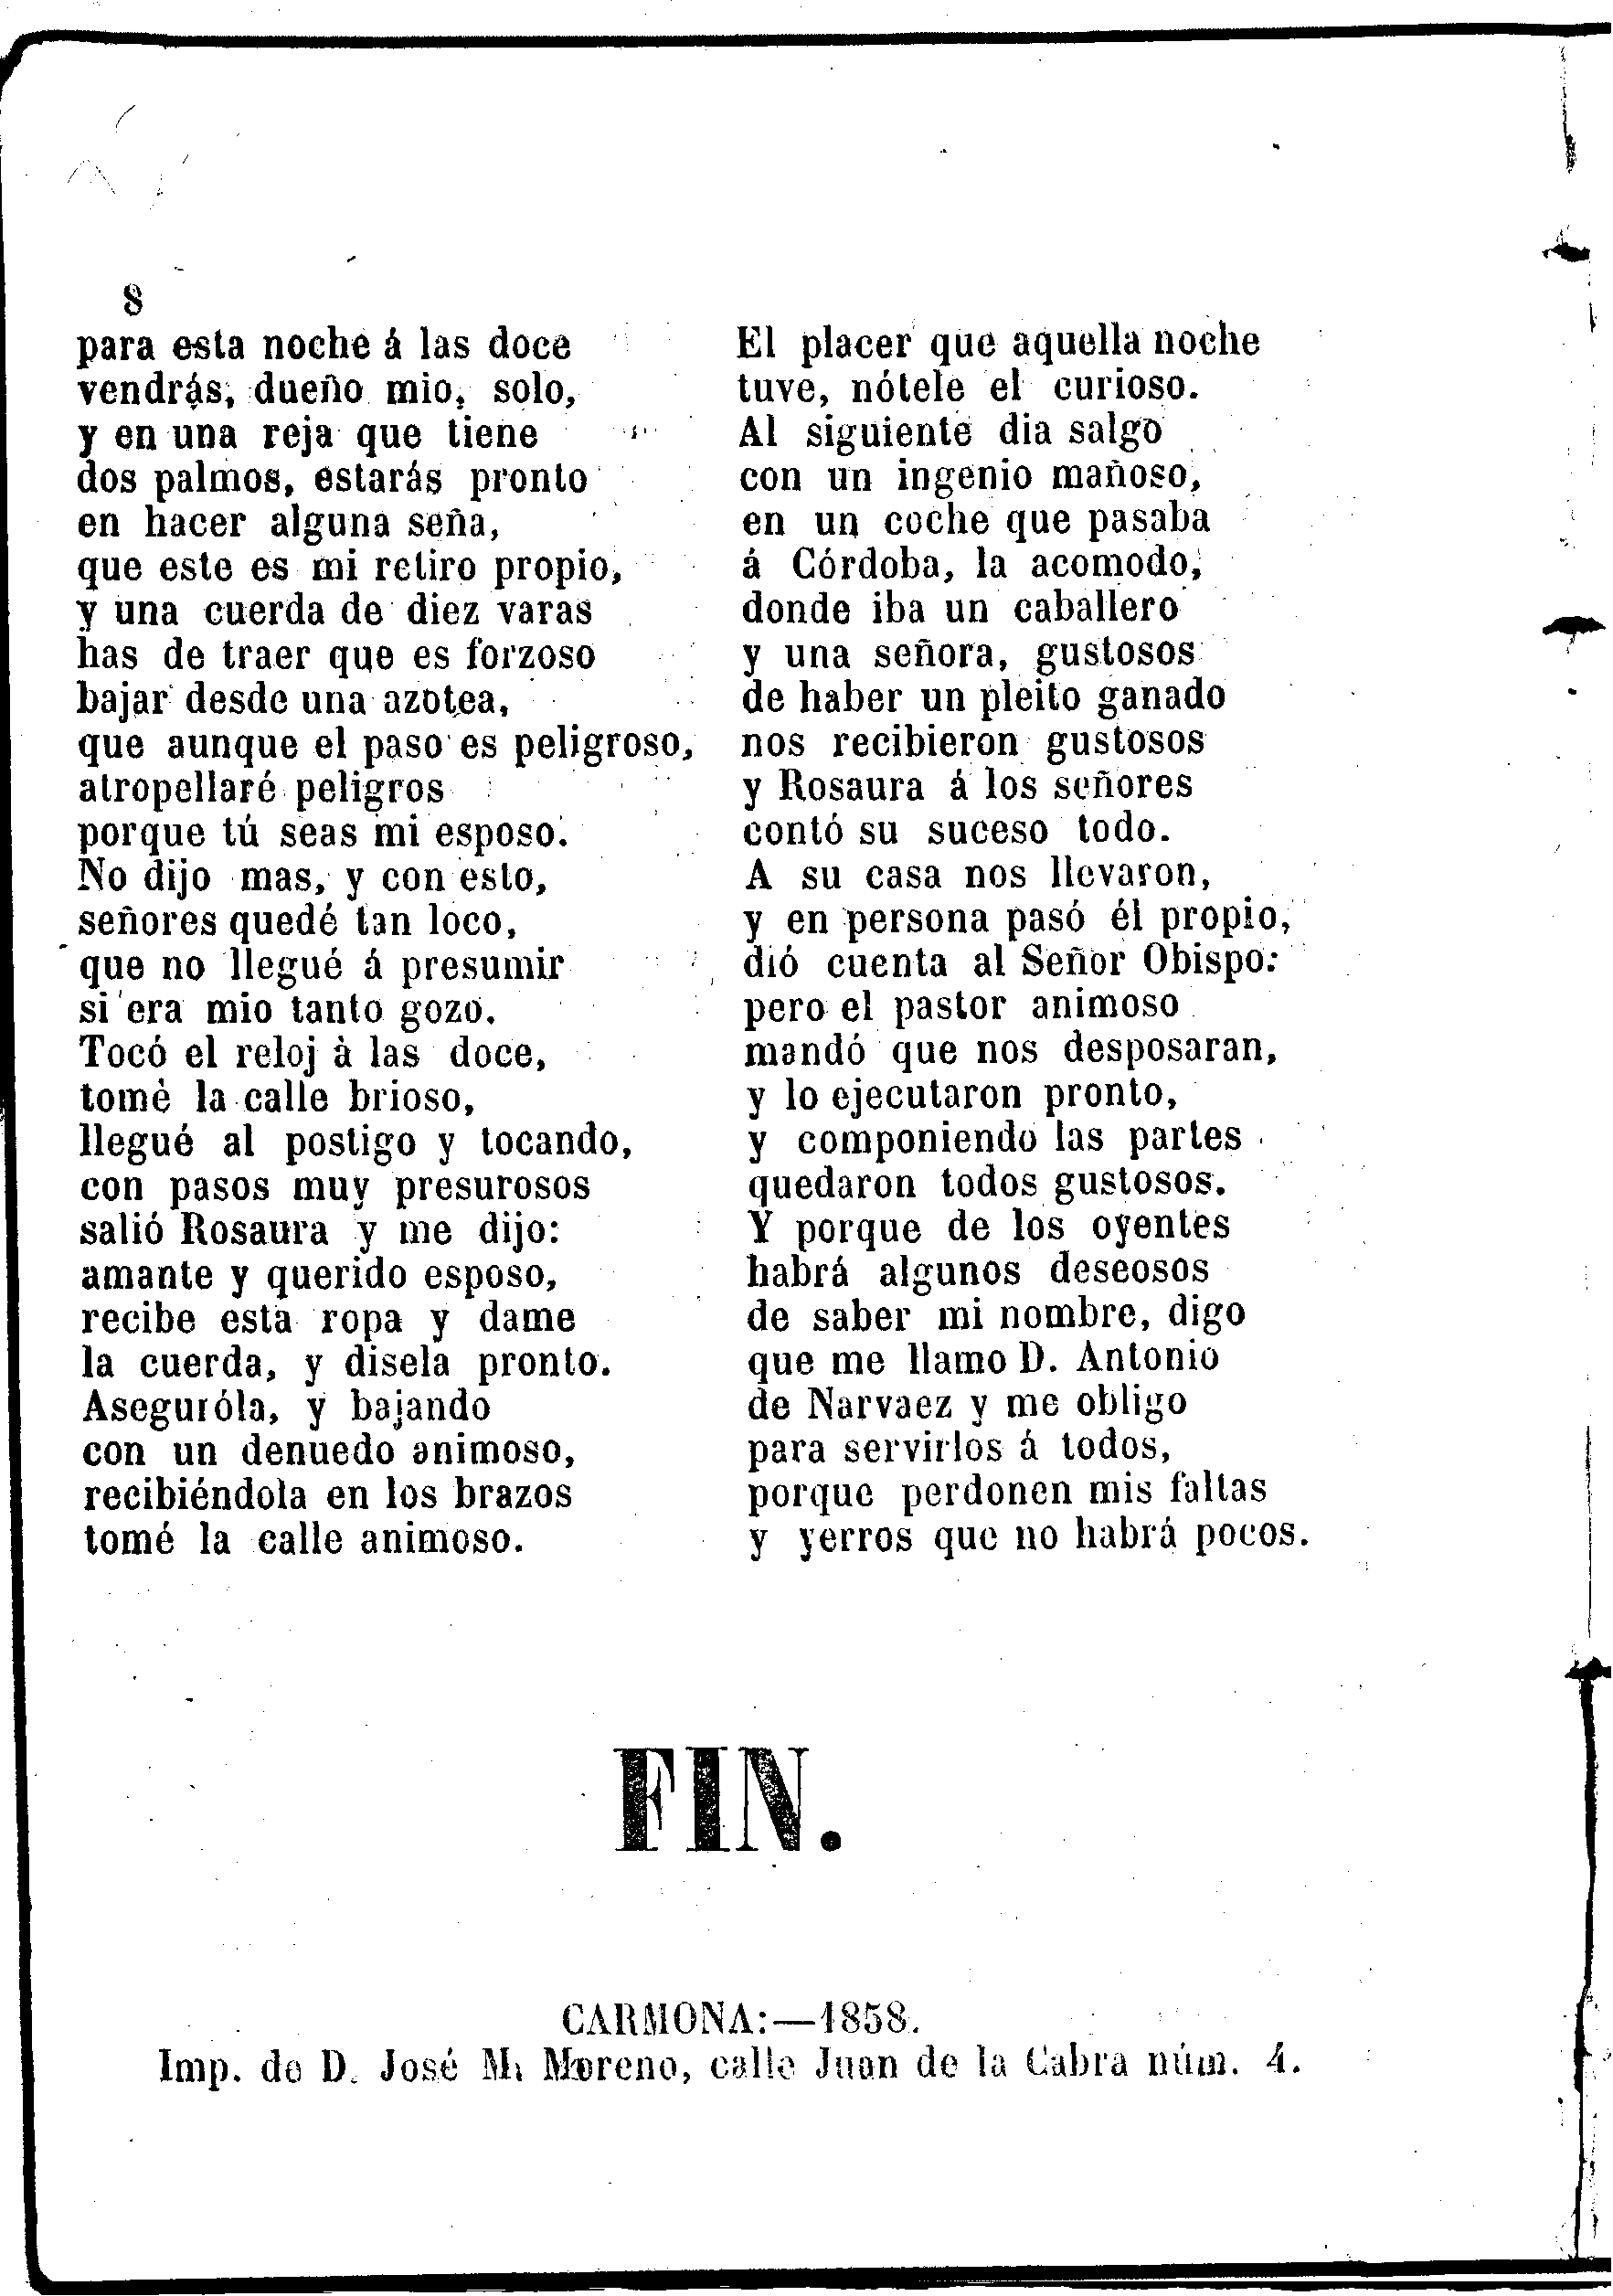 8
para esta noche á las doce
vendrás, dueño mio, solo,
y en una reja que tiene
dos palmos, estarás pronto
en hacer alguna seña,
que este es mi retiro propio,
y una cuerda de diez varas
has de traer que es forzoso
bajar desde una azotea,
que aunque el paso es peligroso,
atropellaré peligros
porque tú seas mi esposo.
No dijo mas, y con esto,
señores quedé tan loco,
que no llegué á presumir
si era mio tanto gozo.
Tocó el reloj à las doce,
tomè la calle brioso,
llegué al postigo y tocando,
con pasos muy presurosos
salió Rosaura y me dijo:
amante y querido esposo,
recibe esta ropa y dame
la cuerda, y disela pronto.
Aseguróla, y bajando
con un denuedo animoso,
recibiéndola en los brazos
tomé la calle animoso.
El placer que aquella noche
tuve, nótele el curioso.
Al siguiente dia salgo
con un ingenio mañoso,
en un coche que pasaba
á Córdoba, la acomodo,
donde iba un caballero
y una señora, gustosos
de haber un pleito ganado
nos recibieron gustosos
y Rosaura á los señores
contó su suceso todo.
A su casa nos llevaron,
y en persona pasó él propio,
dió cuenta al Señor Obispo:
pero el pastor animoso
mandó que nos desposaran,
y lo ejecutaron pronto,
y componiendo las partes
quedaron todos gustosos.
Y porque de los oyentes
habrá algunos deseosos
de saber mi nombre, digo
que me llamo D. Antonio
de Narvaez y me obligo
para servirlos á todos,
porque perdonen mis faltas
y yerros que no habrá pocos.
FIN.
CARMONA:—1858.
Imp. de D. José M. Moreno, calle Juan de la Cabra núm. 4.